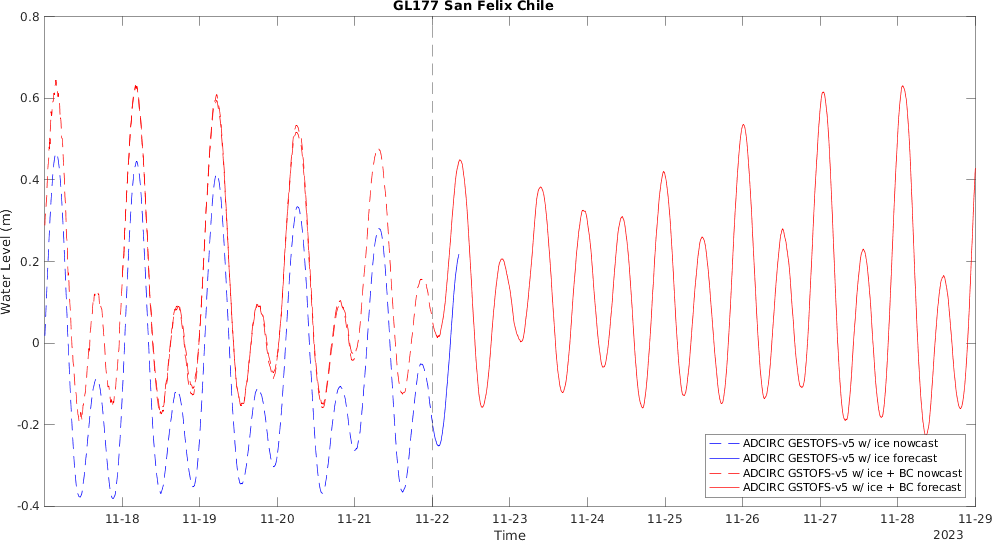 GL177 San Felix Chile
0.8
0.6
0.4
0.2
0
-0.2
-0.4
Water Level (m)
11-18
11-19
11-20
11-21
11-22
11-23
11-24
11-25
11-26
11-27
11-28
11-29
Time
2023
ADCIRC GESTOFS-v5 w/ ice nowcast
ADCIRC GESTOFS-v5 w/ ice forecast
ADCIRC GSTOFS-v5 w/ ice + BC nowcast
ADCIRC GSTOFS-v5 w/ ice + BC forecast